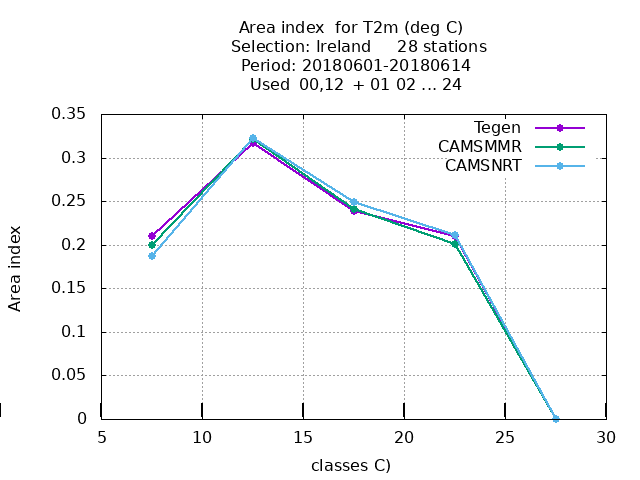 Area index  for T2m (deg C)
Selection: Ireland     28 stations
Period: 20180601-20180614
Used  00,12  + 01 02 ... 24
0.35
0.3
0.25
0.2
0.15
0.1
0.05
0
Area index
Tegen
CAMSMMR
CAMSNRT
5 10 15 20 25 30
classes C)